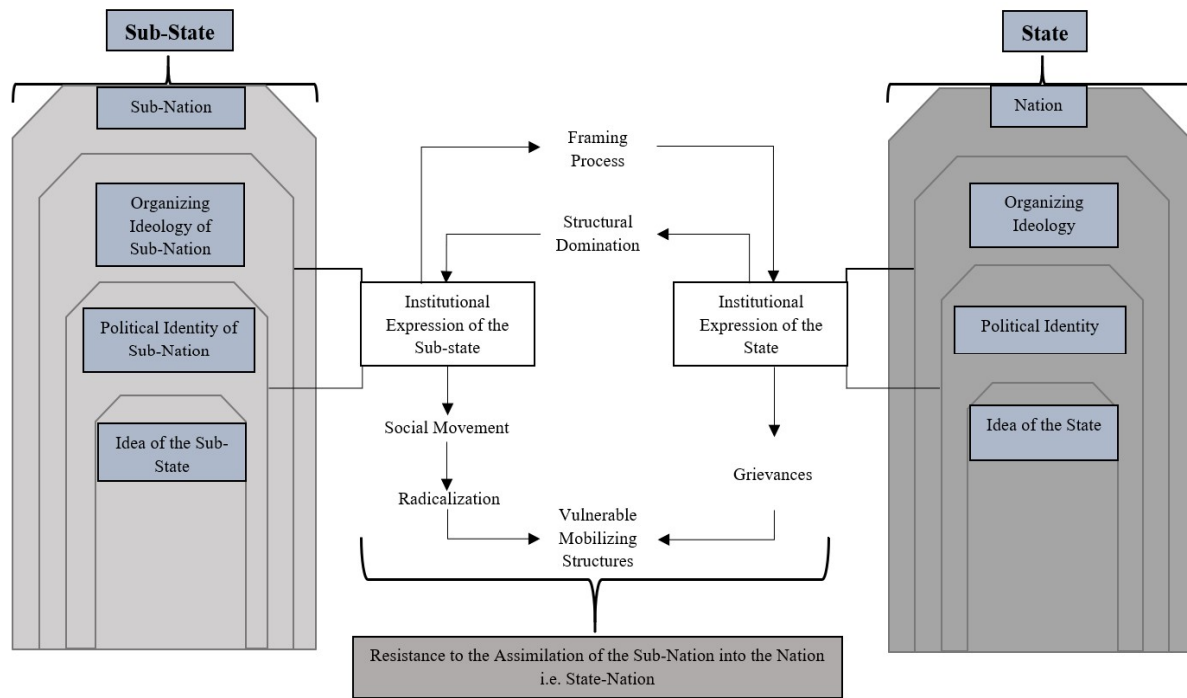 Sub-State
State
Sub-Nation
Nation
Framing
Process
Organizing
Ideology of
Sub-Nation
Structural
Domination
Organizing
Ideology
Institutional
Expression of the
Sub-state
Institutional
Expression of the
State
Political Identity of
Sub-Nation
Political Identity
Social Movement
Idea of the Sub-
State
Idea of the State
Grievances
Radicalization
Vulnerable
Mobilizing
Structures
Resistance to the Assimilation of the Sub-Nation into the Nation
i.e. State-Nation